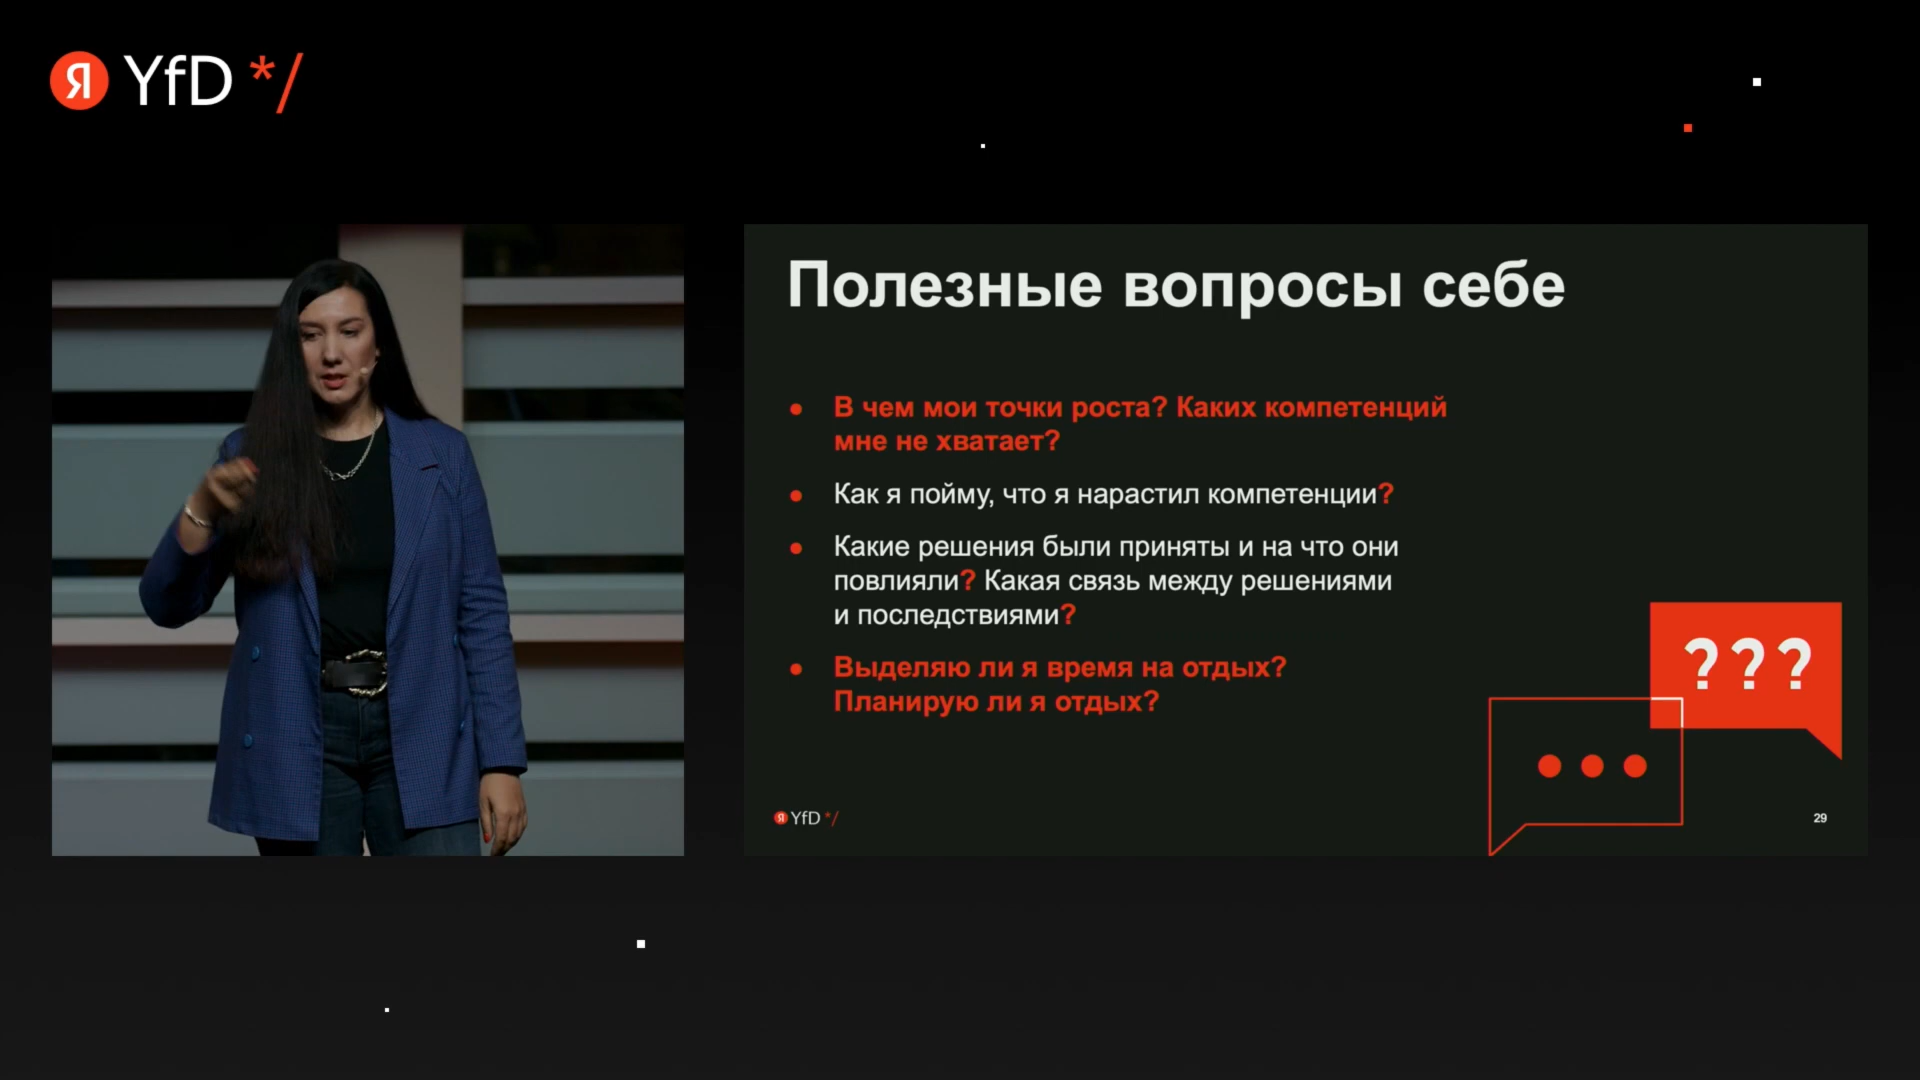 Я YfD */
Полезные вопросы себе
В чем мои точки роста? Каких компетенций
мне не хватает?
Как я пойму, что я нарастил компетенции?
Какие решения были приняты и на что они
повлияли? Какая связь между решениями
и последствиями?
Выделяю ли я время на отдых?
Планирую ли я отдых?
???
Я YfD */
29